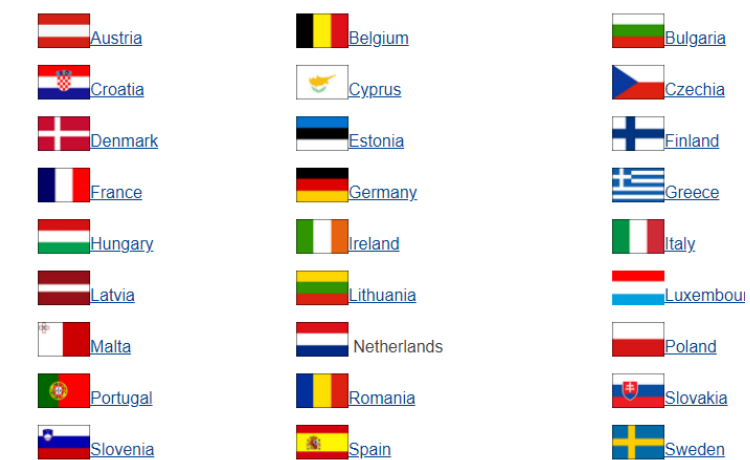 Austria Belgium Bulgaria
Croatia Cyprus Czechia
Denmark Estonia Finland
France Germany Greece
Hungary Ireland Italy
Latvia Lithuania Luxembour
Malta Netherlands Poland
Portugal Romania Slovakia
Slovenia Spain Sweden